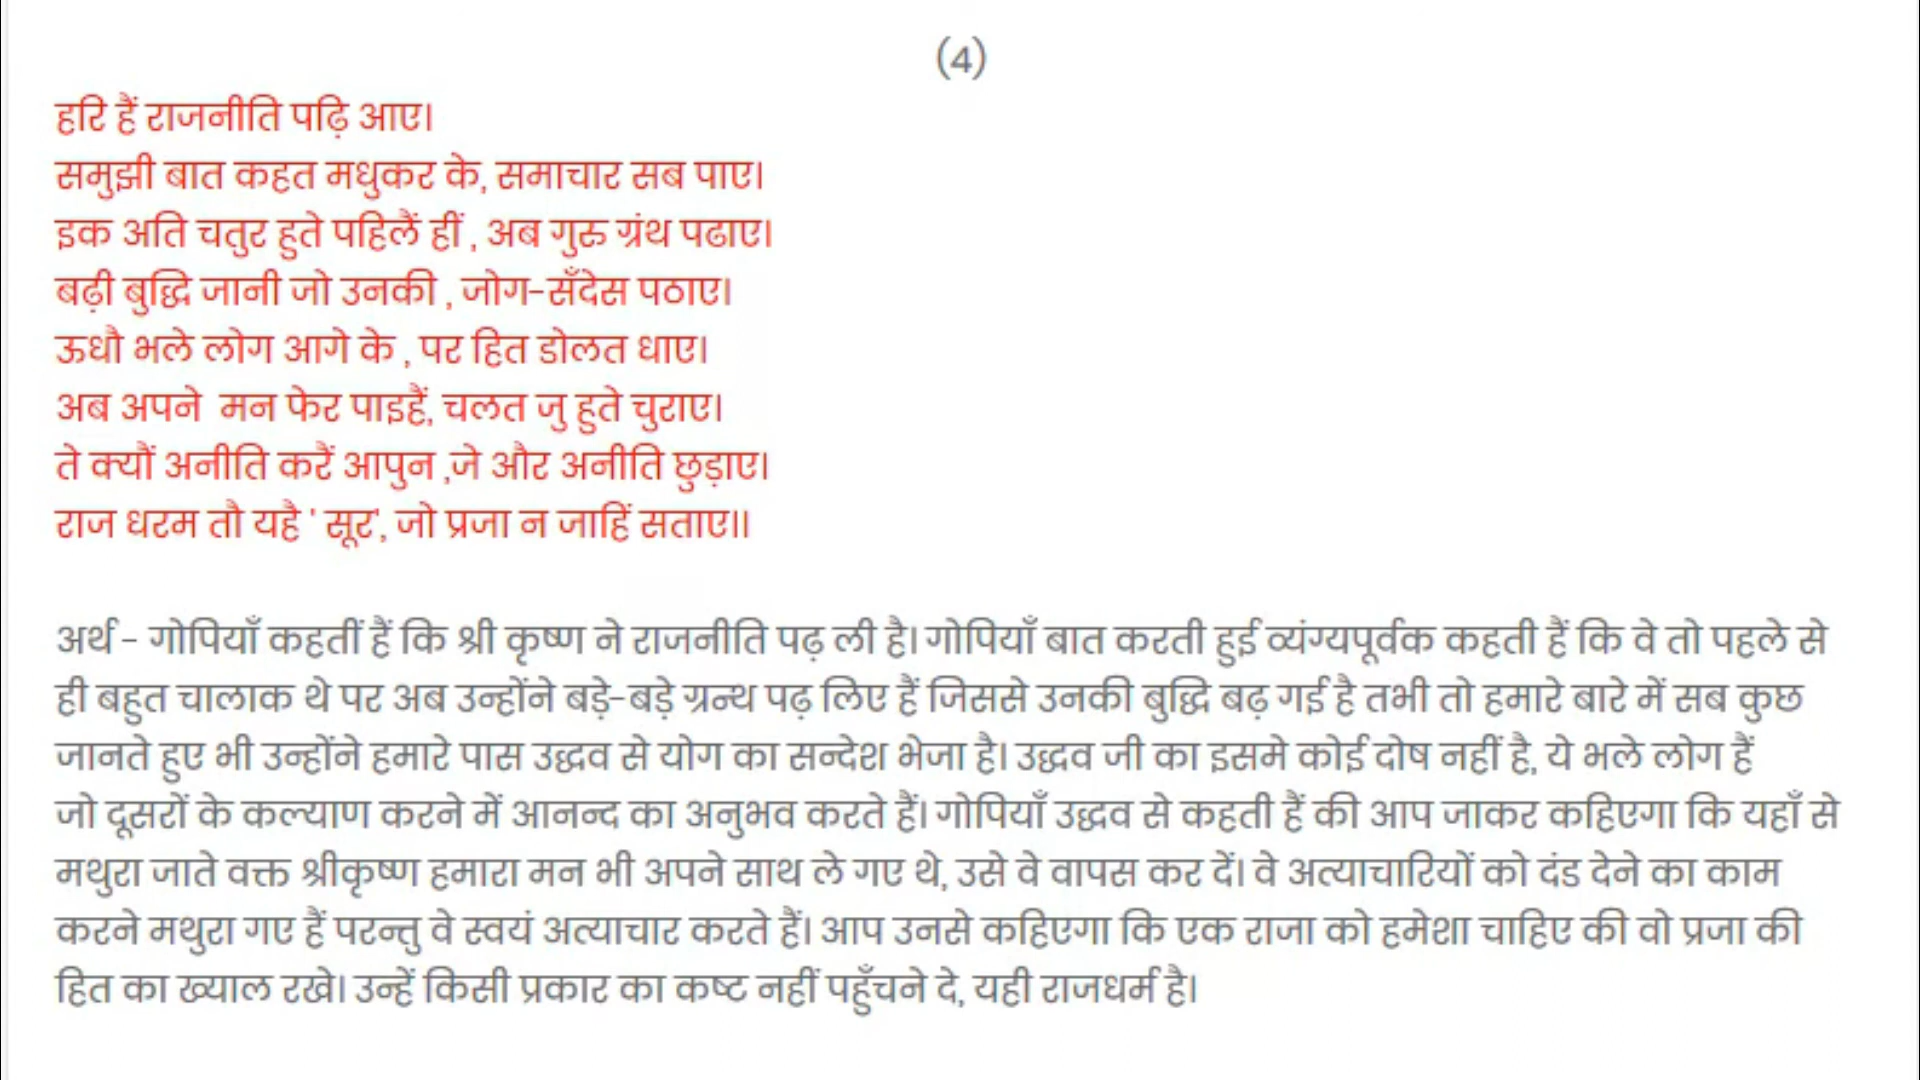 (4)
हरि हैं राजनीति पढ़ि आए।
समुझी बात कहत मधुकर के, समाचार सब पाए।
इक अति चतुर हुते पहिलैं हीं , अब गुरु ग्रंथ पढाए।
बढ़ी बुद्धि जानी जो उनकी , जोग-सँदेस पठाए।
ऊधौ भले लोग आगे के , पर हित डोलत धाए।
अब अपने मन फेर पाइहैं, चलत जु हुते चुराए।
ते क्यौं अनीति करैं आपुन ,जे और अनीति छुड़ाए।
राज धरम तौ यहै ' सूर', जो प्रजा न जाहिं सताए॥
अर्थ - गोपियाँ कहतीं हैं कि श्री कृष्ण ने राजनीति पढ़ ली है। गोपियाँ बात करती हुई व्यंग्यपूर्वक कहती हैं कि वे तो पहले से
ही बहुत चालाक थे पर अब उन्होंने बड़े-बड़े ग्रन्थ पढ़ लिए हैं जिससे उनकी बुद्धि बढ़ गई है तभी तो हमारे बारे में सब कुछ
जानते हुए भी उन्होंने हमारे पास उद्धव से योग का सन्देश भेजा है। उद्धव जी का इसमे कोई दोष नहीं है, ये भले लोग हैं
जो दूसरों के कल्याण करने में आनन्द का अनुभव करते हैं। गोपियाँ उद्धव से कहती हैं की आप जाकर कहिएगा कि यहाँ से
मथुरा जाते वक्त श्रीकृष्ण हमारा मन भी अपने साथ ले गए थे, उसे वे वापस कर दें। वे अत्याचारियों को दंड देने का काम
करने मथुरा गए हैं परन्तु वे स्वयं अत्याचार करते हैं। आप उनसे कहिएगा कि एक राजा को हमेशा चाहिए की वो प्रजा की
हित का ख्याल रखे। उन्हें किसी प्रकार का कष्ट नहीं पहुँचने दे, यही राजधर्म है।